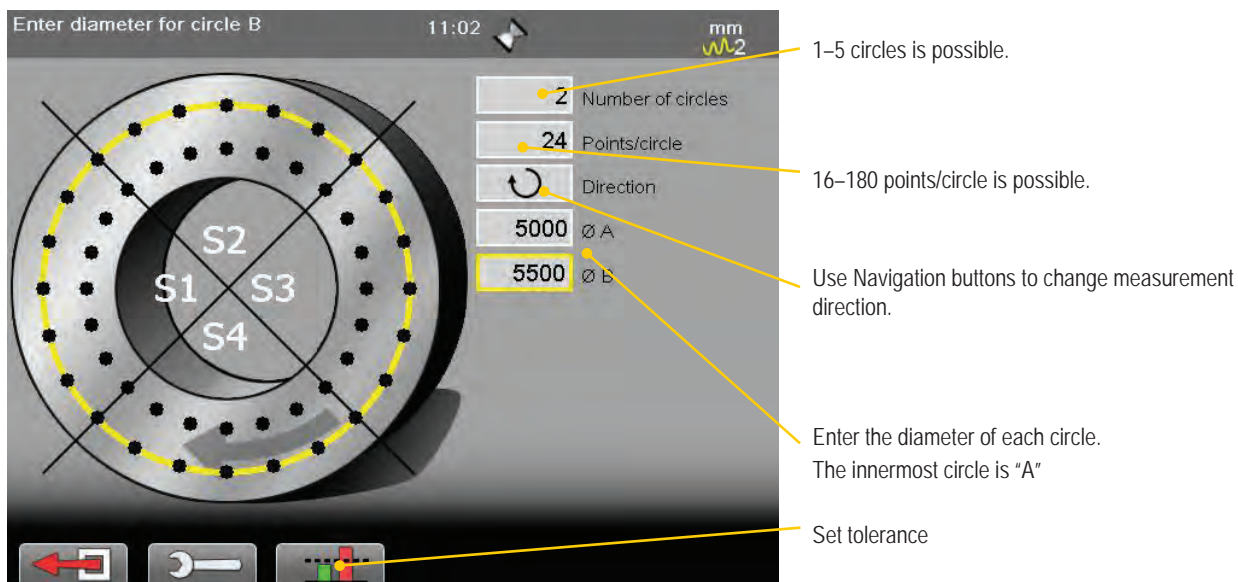 Enter diameter for circle B
11:02
mm
2
2 Number of circles
24 Points/circle
Direction
5000 Ø A
5500 Ø B
S2
S1 S3
S4
1–5 circles is possible.
16–180 points/circle is possible.
Use Navigation buttons to change measurement
direction.
Enter the diameter of each circle.
The innermost circle is “A”
Set tolerance